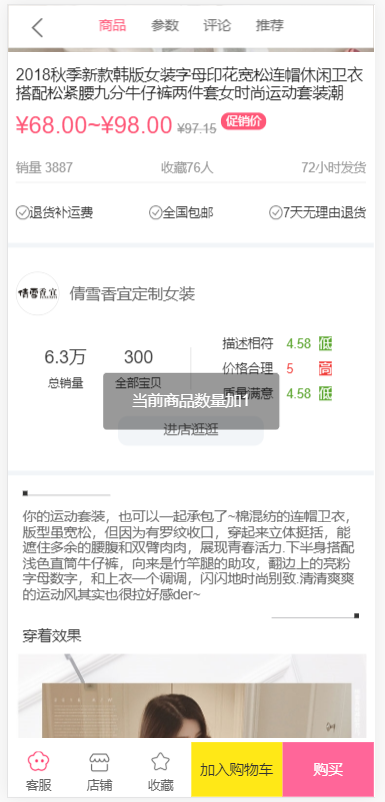 商品 参数 评论 推荐
2018秋季新款韩版女装字母印花宽松连帽休闲卫衣
搭配松紧腰九分牛仔裤两件套女时尚运动套装潮
¥68.00~¥98.00 ¥97.15 促销价
销量 3887 收藏76人 72小时发货
退货补运费 全国包邮 7天无理由退货
倩雪香宜 倩雪香宜定制女装
描述相符 4.58 低
6.3万 300 价格合理 5 高
总销量 全部宝贝 质量满意 4.58 低
当前商品数量加1
进店逛逛
你的运动套装，也可以一起承包了~棉混纺的连帽卫衣，
版型虽宽松，但因为有罗纹收口，穿起来立体挺括，能
遮住多余的腰腹和双臂肉肉，展现青春活力.下半身搭配
浅色直筒牛仔裤，向来是竹竿腿的助攻，翻边上的亮粉
字母数字，和上衣一个调调，闪闪地时尚别致.清清爽爽
的运动风其实也很拉好感der~
穿着效果
客服 店铺 收藏 加入购物车 购买